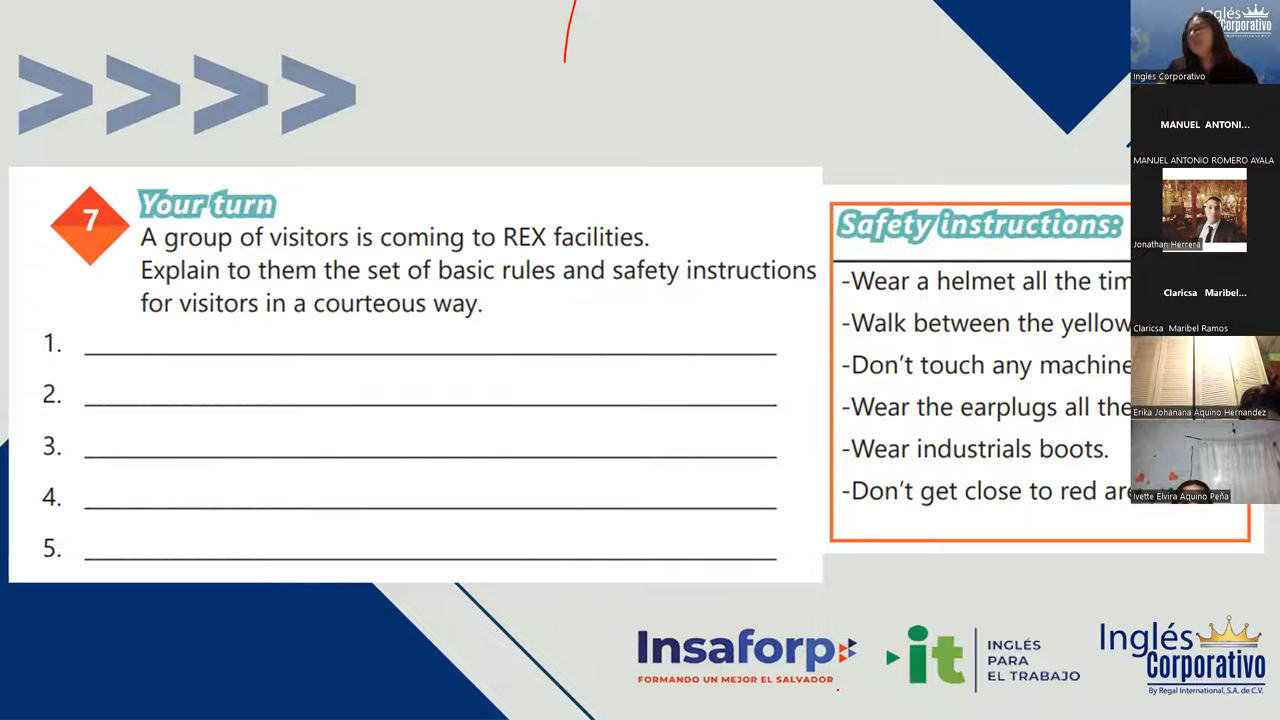 7
Your turn
A group of visitors is coming to REX facilities.
Explain to them the set of basic rules and safety instructions
for visitors in a courteous way.
1.
2.
3.
4.
5.
Safety instructions:
-Wear a helmet all the tim
-Walk between the yellow
-Don't touch any machine
-Wear the earplugs all the
-Wear industrials boots.
-Don't get close to red are
Inglés
Corporativo
Ingles Corporativo
MANUEL ANTONI...
MANUEL ANTONIO ROMERO AYALA
Jonathan Herrera
Claricsa Maribel...
Claricsa Maribel Ramos
Erika Johanana Aquino Hernandez
Ivette Elvira Aquino Peña
Insaforp
FORMANDO UN MEJOR EL SALVADOR
it
INGLÉS
PARA
EL TRABAJO
Inglés
Corporativo
By Regal International, S.A. de C.V.